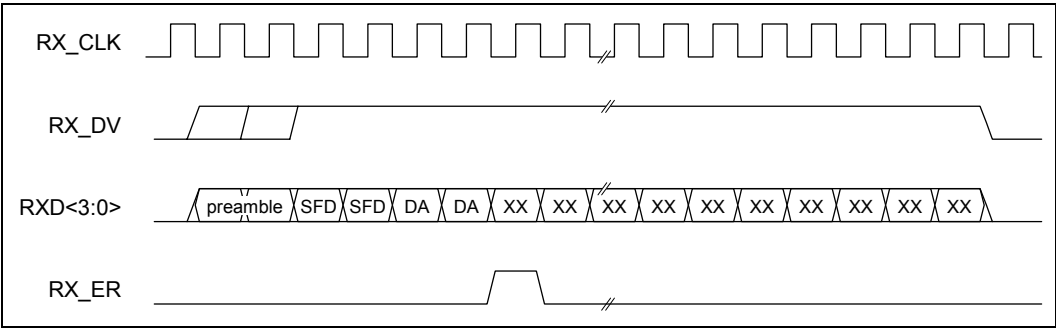 RX_CLK
RX_DV
RXD<3:0> preamble SFD SFD DA DA XX XX XX XX XX XX XX XX XX XX
RX_ER